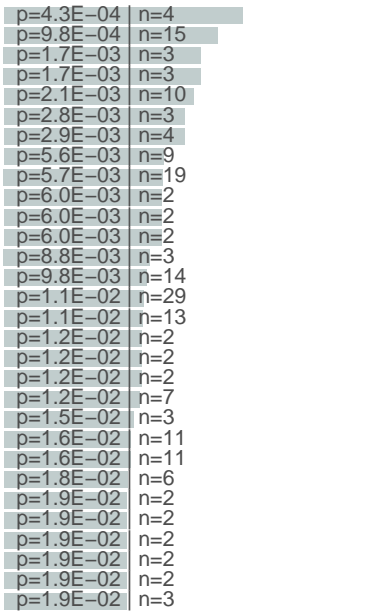 p=4.3E−04 n=4
p=9.8E−04 n=15
p=1.7E−03 n=3
p=1.7E−03 n=3
p=2.1E−03 n=10
p=2.8E−03 n=3
p=2.9E−03 n=4
p=5.6E−03 n=9
p=5.7E−03 n=19
p=6.0E−03 n=2
p=6.0E−03 n=2
p=6.0E−03 n=2
p=8.8E−03 n=3
p=9.8E−03 n=14
p=1.1E−02 n=29
p=1.1E−02 n=13
p=1.2E−02 n=2
p=1.2E−02 n=2
p=1.2E−02 n=2
p=1.2E−02 n=7
p=1.5E−02 n=3
p=1.6E−02 n=11
p=1.6E−02 n=11
p=1.8E−02 n=6
p=1.9E−02 n=2
p=1.9E−02 n=2
p=1.9E−02 n=2
p=1.9E−02 n=2
p=1.9E−02 n=2
p=1.9E−02 n=3